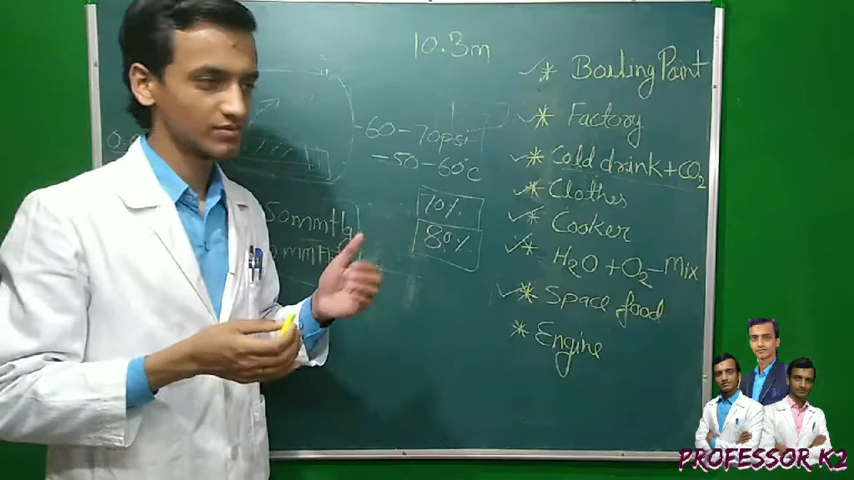 10.3m
-60-70psi
-50-60°C
70%
80%
* Boiling Point
* Factory
* Cold drink + CO2
* Clothes
* Cooker
* H2O + O2 - Mix
* Space food
* Engine
PROFESSOR K2